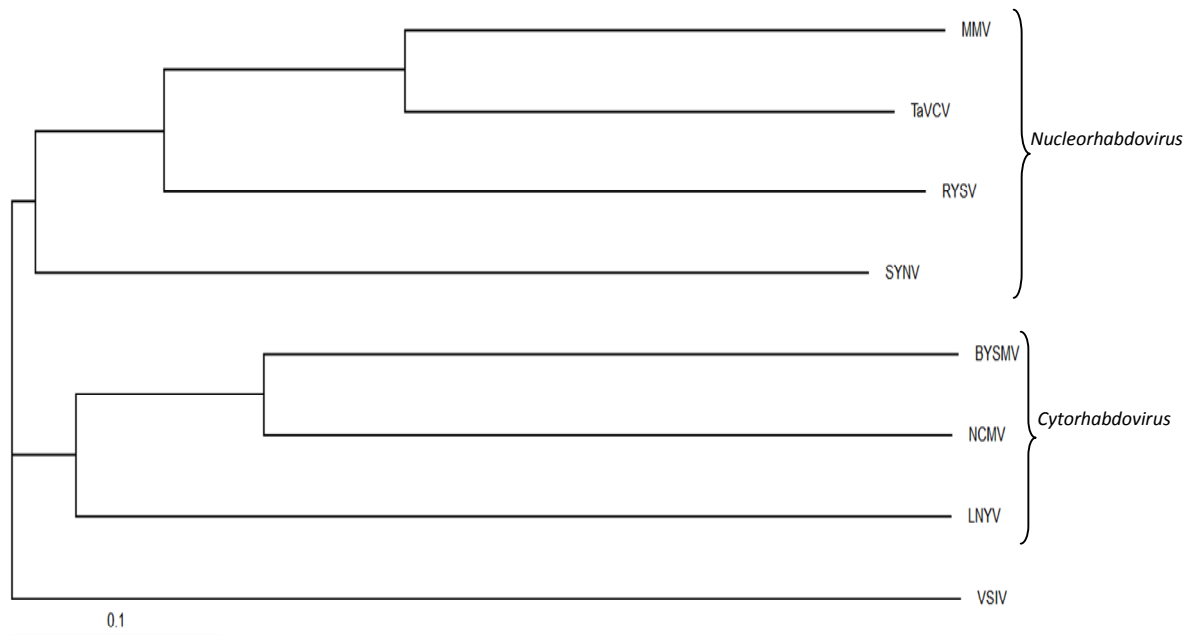 MMV
TaVCV
Nucleorhabdovirus
RYSV
SYNV
BYSMV
Cytorhabdovirus
NCMV
LNYV
VSIV
0.1